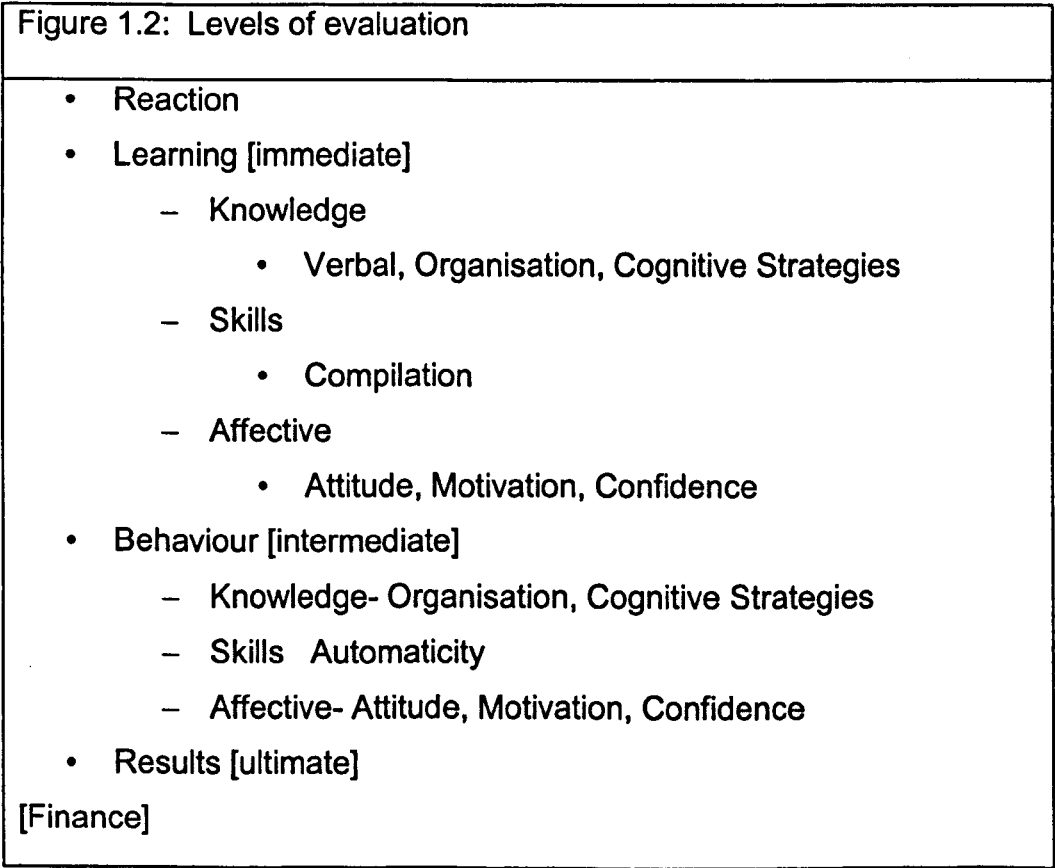 Figure 1.2: Levels of evaluation
• Reaction
• Learning [immediate]
– Knowledge
• Verbal, Organisation, Cognitive Strategies
– Skills
• Compilation
– Affective
• Attitude, Motivation, Confidence
• Behaviour [intermediate]
– Knowledge- Organisation, Cognitive Strategies
– Skills Automaticity
– Affective- Attitude, Motivation, Confidence
• Results [ultimate]
[Finance]